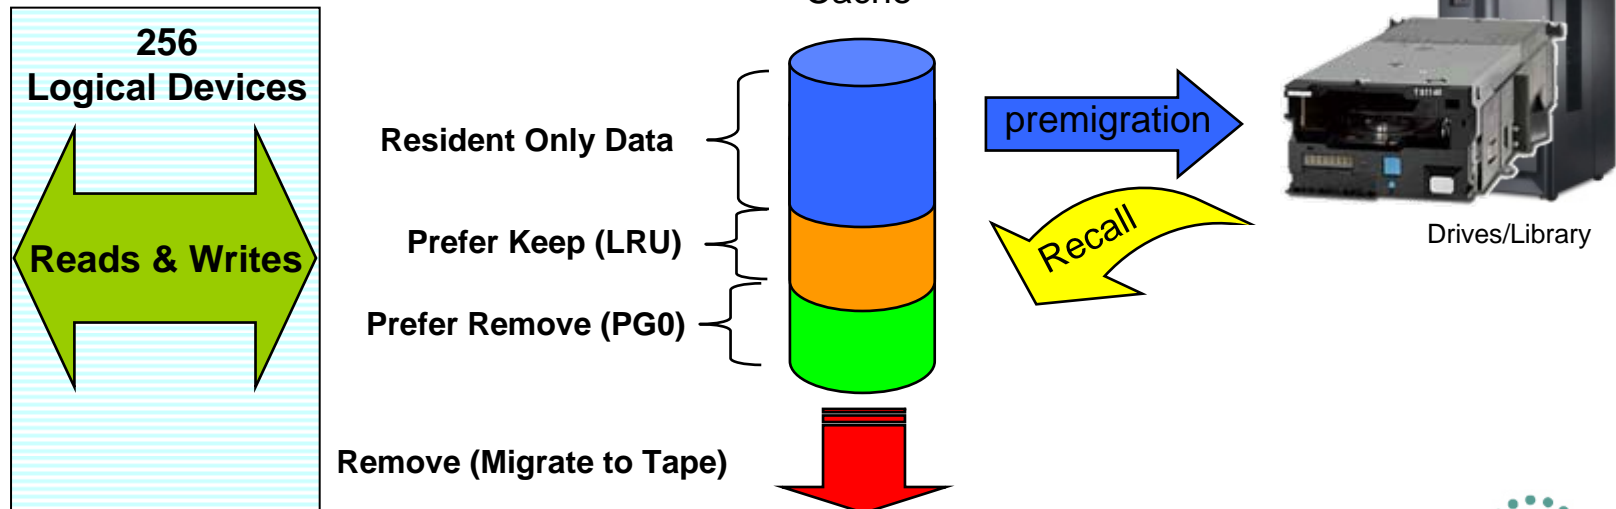 Cache
256
Logical Devices
Resident Only Data
premigration
Prefer Keep (LRU)
Recall
Drives/Library
Reads & Writes
Prefer Remove (PG0)
Remove (Migrate to Tape)